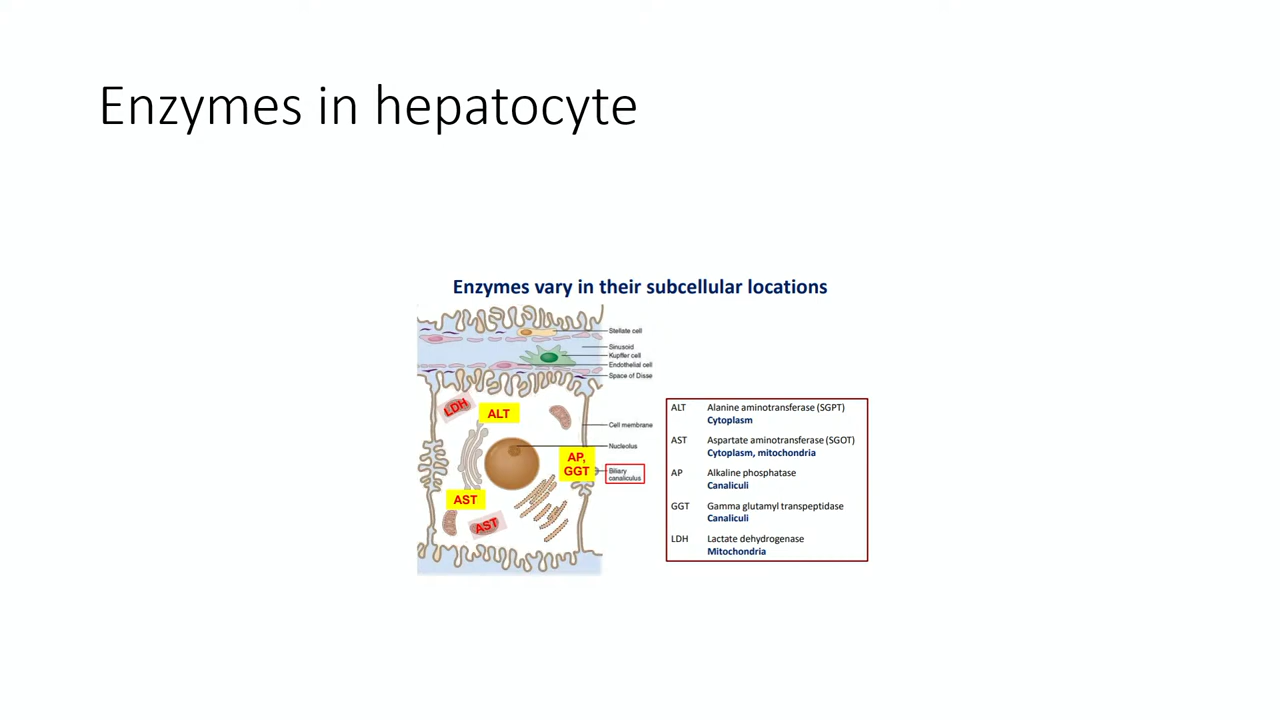 Enzymes in hepatocyte
Enzymes vary in their subcellular locations
Stellate cell
Sinusoid
Kupffer cell
Endothelial cell
Space of Disse
LDH
ALT
Cell membrane
Nucleolus
AP,
GGT
Biliary
canaliculus
AST
AST
ALT Alanine aminotransferase (SGPT)
Cytoplasm
AST Aspartate aminotransferase (SGOT)
Cytoplasm, mitochondria
AP Alkaline phosphatase
Canaliculi
GGT Gamma glutamyl transpeptidase
Canaliculi
LDH Lactate dehydrogenase
Mitochondria